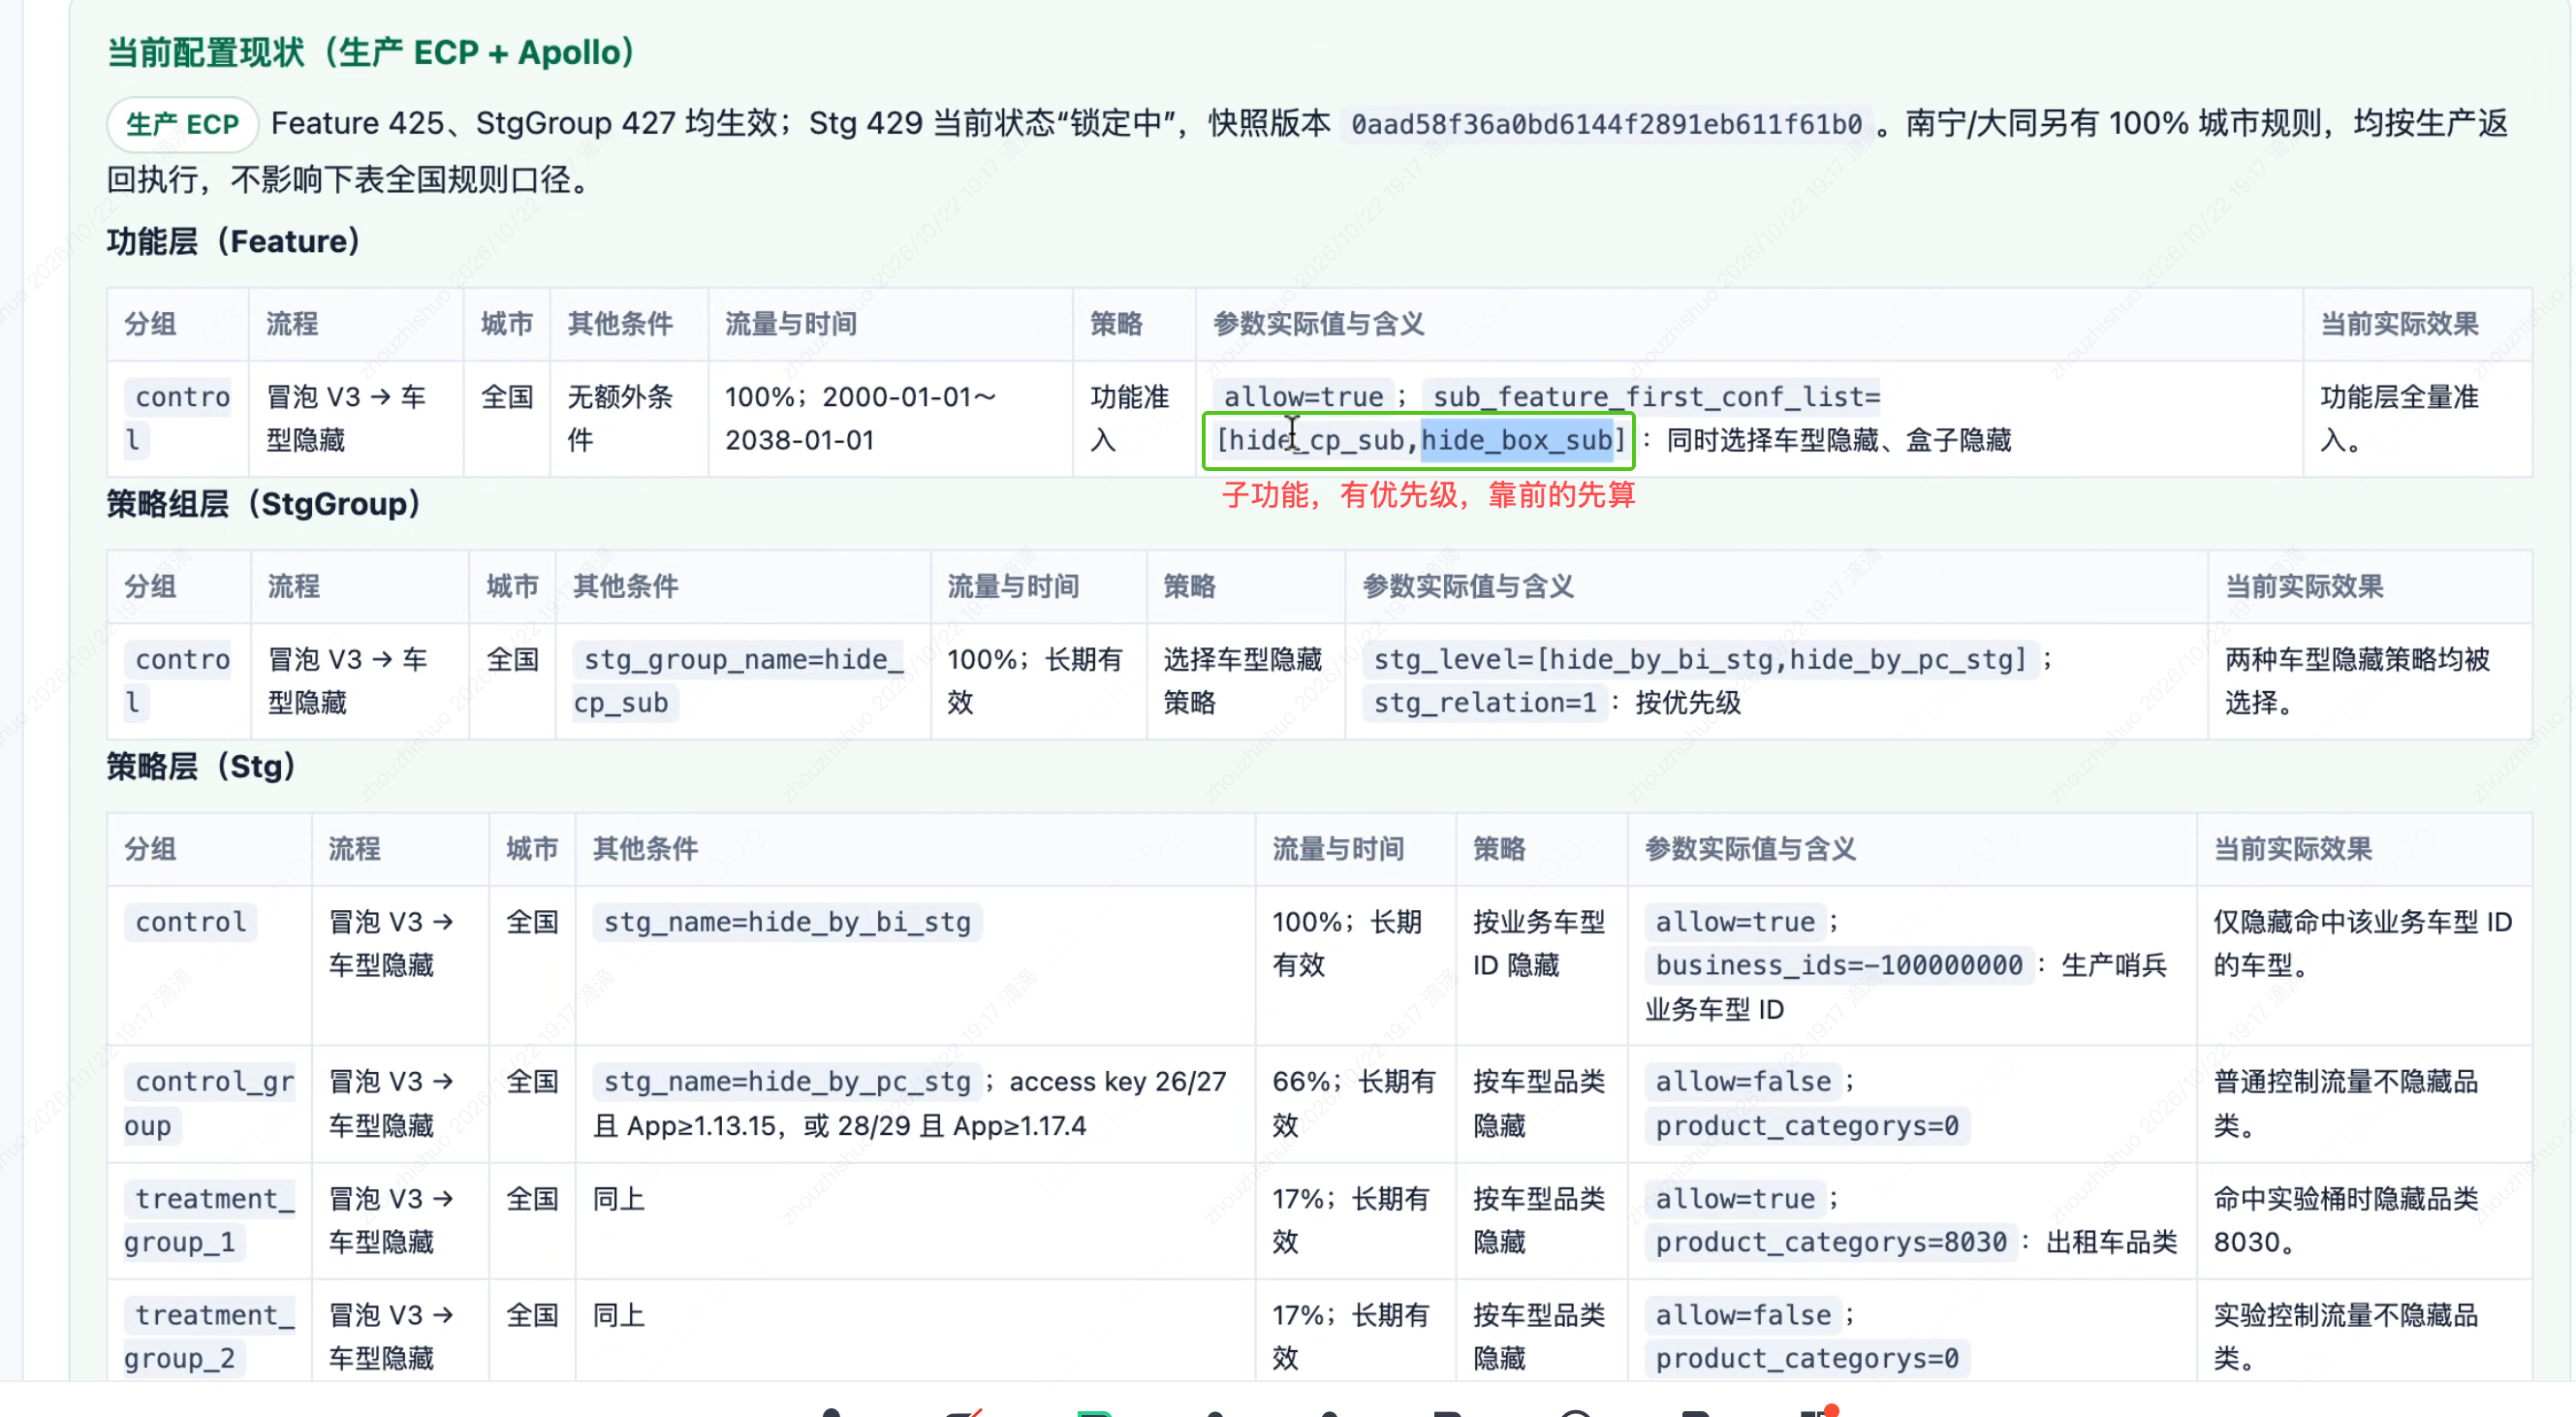 当前配置现状（生产 ECP + Apollo）
生产 ECP Feature 425、StgGroup 427 均生效；Stg 429 当前状态“锁定中”，快照版本 0aad58f36a0bd6144f2891eb611f61b0 。南宁/大同另有 100% 城市规则，均按生产返
回执行，不影响下表全国规则口径。
功能层（Feature）
分组 流程 城市 其他条件 流量与时间 策略 参数实际值与含义 当前实际效果
contro 冒泡 V3 → 车 全国 无额外条 100%；2000-01-01～ 功能准 allow=true ； sub_feature_first_conf_list= 功能层全量准
l 型隐藏 件 2038-01-01 入 [hide_cp_sub,hide_box_sub] ：同时选择车型隐藏、盒子隐藏 入。
子功能，有优先级，靠前的先算
策略组层（StgGroup）
分组 流程 城市 其他条件 流量与时间 策略 参数实际值与含义 当前实际效果
contro 冒泡 V3 → 车 全国 stg_group_name=hide_ 100%；长期有 选择车型隐藏 stg_level=[hide_by_bi_stg,hide_by_pc_stg] ； 两种车型隐藏策略均被
l 型隐藏 cp_sub 效 策略 stg_relation=1 ：按优先级 选择。
策略层（Stg）
分组 流程 城市 其他条件 流量与时间 策略 参数实际值与含义 当前实际效果
control 冒泡 V3 → 全国 stg_name=hide_by_bi_stg 100%；长期 按业务车型 allow=true ； 仅隐藏命中该业务车型 ID
车型隐藏 有效 ID 隐藏 business_ids=-100000000 ：生产哨兵 的车型。
业务车型 ID
control_gr 冒泡 V3 → 全国 stg_name=hide_by_pc_stg ；access key 26/27 66%；长期有 按车型品类 allow=false ； 普通控制流量不隐藏品
oup 车型隐藏 且 App≥1.13.15，或 28/29 且 App≥1.17.4 效 隐藏 product_categorys=0 类。
treatment_ 冒泡 V3 → 全国 同上 17%；长期有 按车型品类 allow=true ； 命中实验桶时隐藏品类
group_1 车型隐藏 效 隐藏 product_categorys=8030 ：出租车品类 8030。
treatment_ 冒泡 V3 → 全国 同上 17%；长期有 按车型品类 allow=false ； 实验控制流量不隐藏品
group_2 车型隐藏 效 隐藏 product_categorys=0 类。
zhouzhishuo 2026/10/22 19:17 滴滴